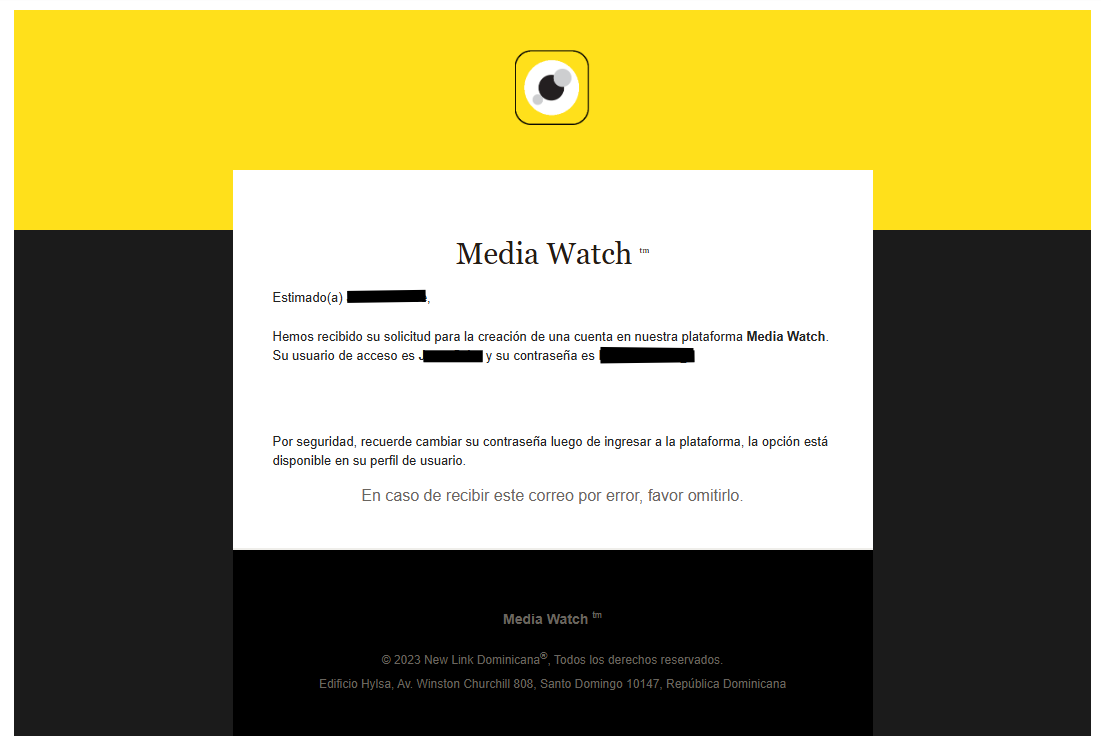 Media Watch tm
Estimado(a) ,
Hemos recibido su solicitud para la creación de una cuenta en nuestra plataforma Media Watch.
Su usuario de acceso es y su contraseña es
Por seguridad, recuerde cambiar su contraseña luego de ingresar a la plataforma, la opción está
disponible en su perfil de usuario.
En caso de recibir este correo por error, favor omitirlo.
Media Watch tm
© 2023 New Link Dominicana®, Todos los derechos reservados.
Edificio Hylsa, Av. Winston Churchill 808, Santo Domingo 10147, República Dominicana